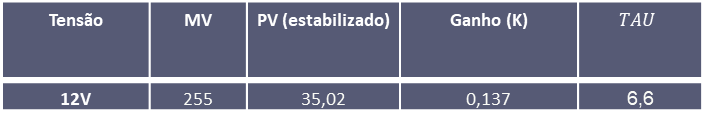 Tensão MV PV (estabilizado) Ganho (K) TAU
12V 255 35,02 0,137 6,6